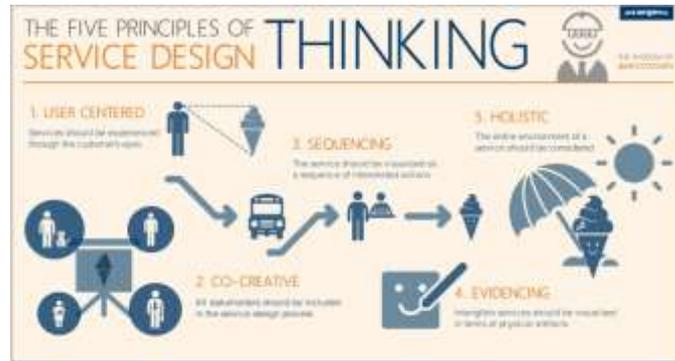 THE FIVE PRINCIPLES OF
SERVICE DESIGN THINKING
1. USER CENTERED
Services should be experienced
through the customer's eyes.
2. CO-CREATIVE
All stakeholders should be included
in the service design process.
3. SEQUENCING
The service should be visualized as
a sequence of interrelated actions.
4. EVIDENCING
Intangible services should be visualized
in terms of physical artifacts.
5. HOLISTIC
The entire environment of a
service should be considered.